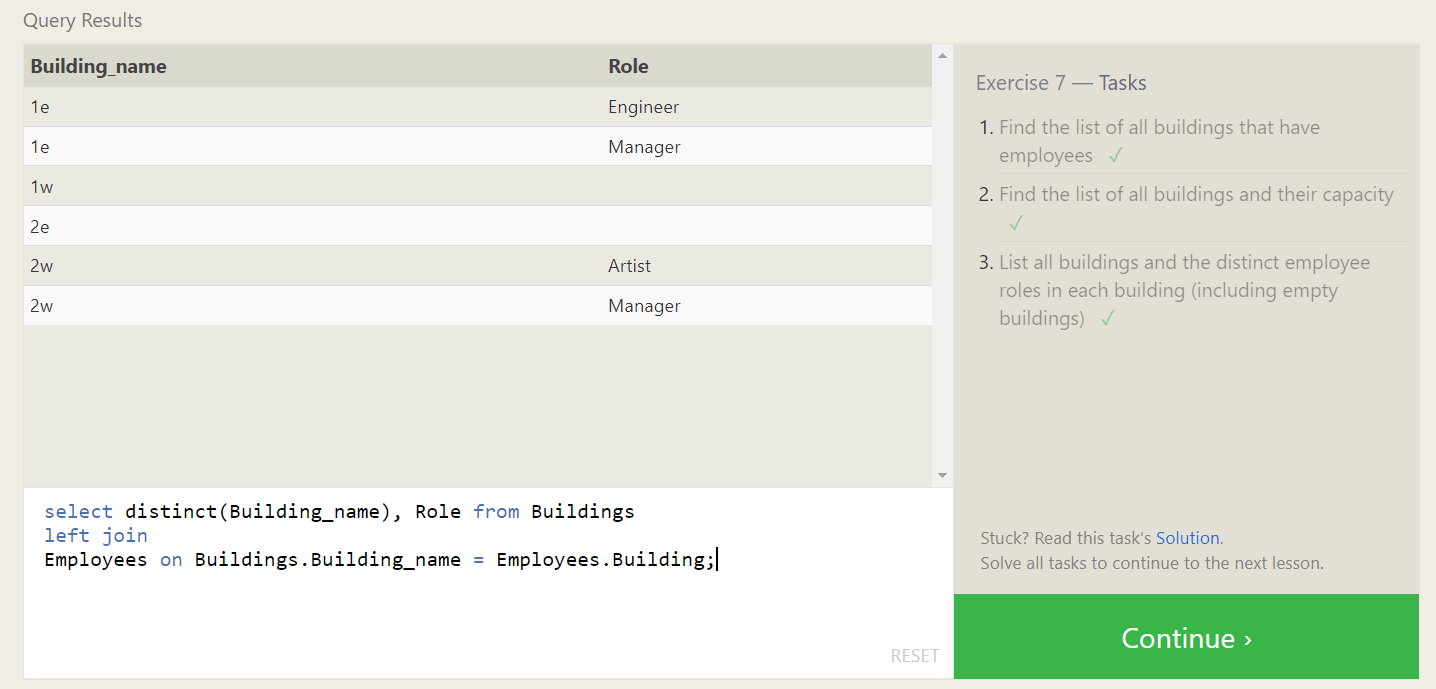 Query Results
Building_name Role
1e Engineer
1e Manager
1w
2e
2w Artist
2w Manager
select distinct(Building_name), Role from Buildings
left join
Employees on Buildings.Building_name = Employees.Building;
RESET
Exercise 7 — Tasks
1. Find the list of all buildings that have
employees ✓
2. Find the list of all buildings and their capacity
✓
3. List all buildings and the distinct employee
roles in each building (including empty
buildings) ✓
Stuck? Read this task's Solution.
Solve all tasks to continue to the next lesson.
Continue ›